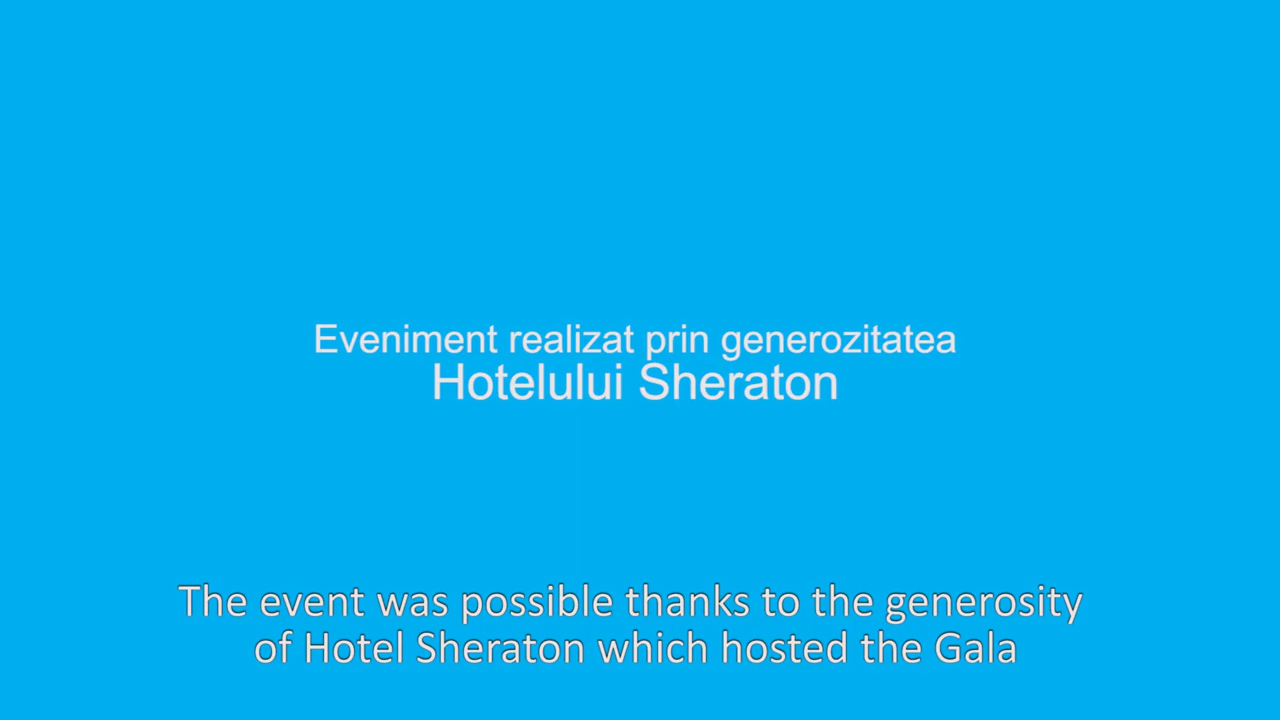 Eveniment realizat prin generozitatea
Hotelului Sheraton
The event was possible thanks to the generosity
of Hotel Sheraton which hosted the Gala